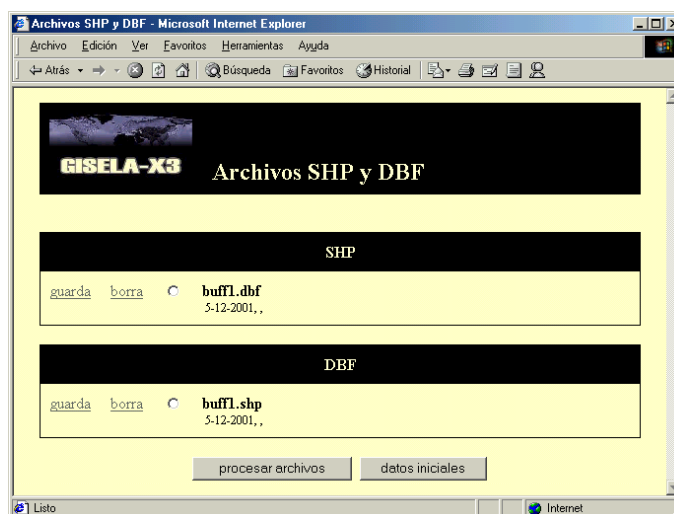 Archivos SHP y DBF - Microsoft Internet Explorer
Archivo Edición Ver Favoritos Herramientas Ayuda
Atrás Búsqueda Favoritos Historial
GISELA-X3 Archivos SHP y DBF
SHP
guarda borra buff1.dbf
5-12-2001, ,
DBF
guarda borra buff1.shp
5-12-2001, ,
procesar archivos datos iniciales
Listo Internet